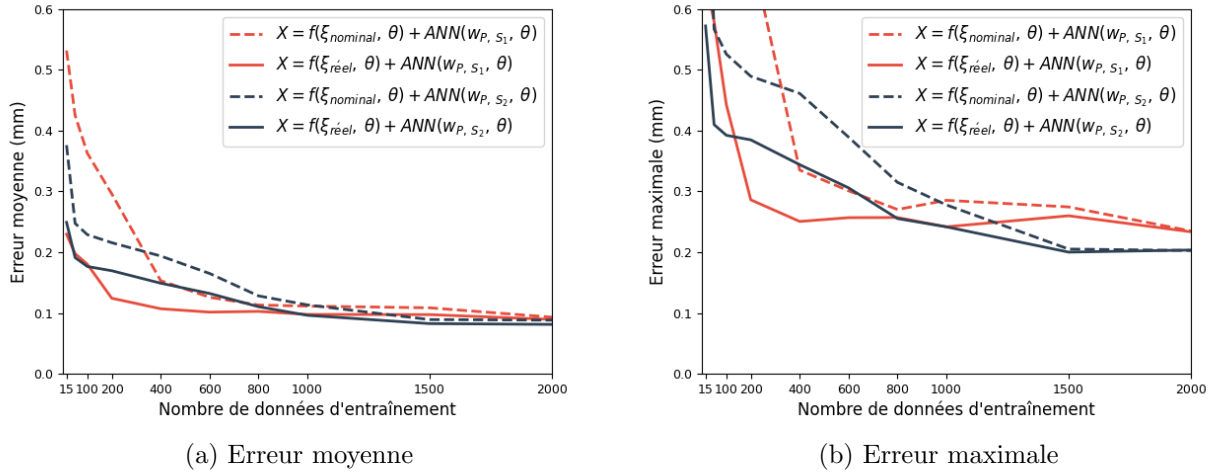 0.6
0.5
0.4
0.3
0.2
0.1
0.0
Erreur moyenne (mm)
X = f(ξnominal, θ) + ANN(wP, S1, θ)
X = f(ξréel, θ) + ANN(wP, S1, θ)
X = f(ξnominal, θ) + ANN(wP, S2, θ)
X = f(ξréel, θ) + ANN(wP, S2, θ)
15 100 200 400 600 800 1000 1500 2000
Nombre de données d'entraînement
(a) Erreur moyenne
0.6
0.5
0.4
0.3
0.2
0.1
0.0
Erreur maximale (mm)
X = f(ξnominal, θ) + ANN(wP, S1, θ)
X = f(ξréel, θ) + ANN(wP, S1, θ)
X = f(ξnominal, θ) + ANN(wP, S2, θ)
X = f(ξréel, θ) + ANN(wP, S2, θ)
15 100 200 400 600 800 1000 1500 2000
Nombre de données d'entraînement
(b) Erreur maximale